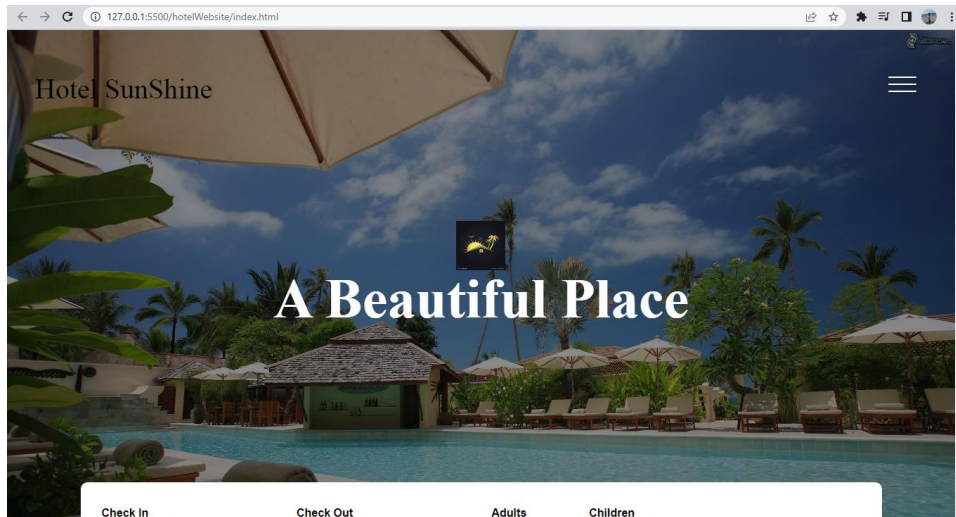 127.0.0.1:5500/hotelWebsite/index.html
Hotel SunShine
A Beautiful Place
Check In Check Out Adults Children